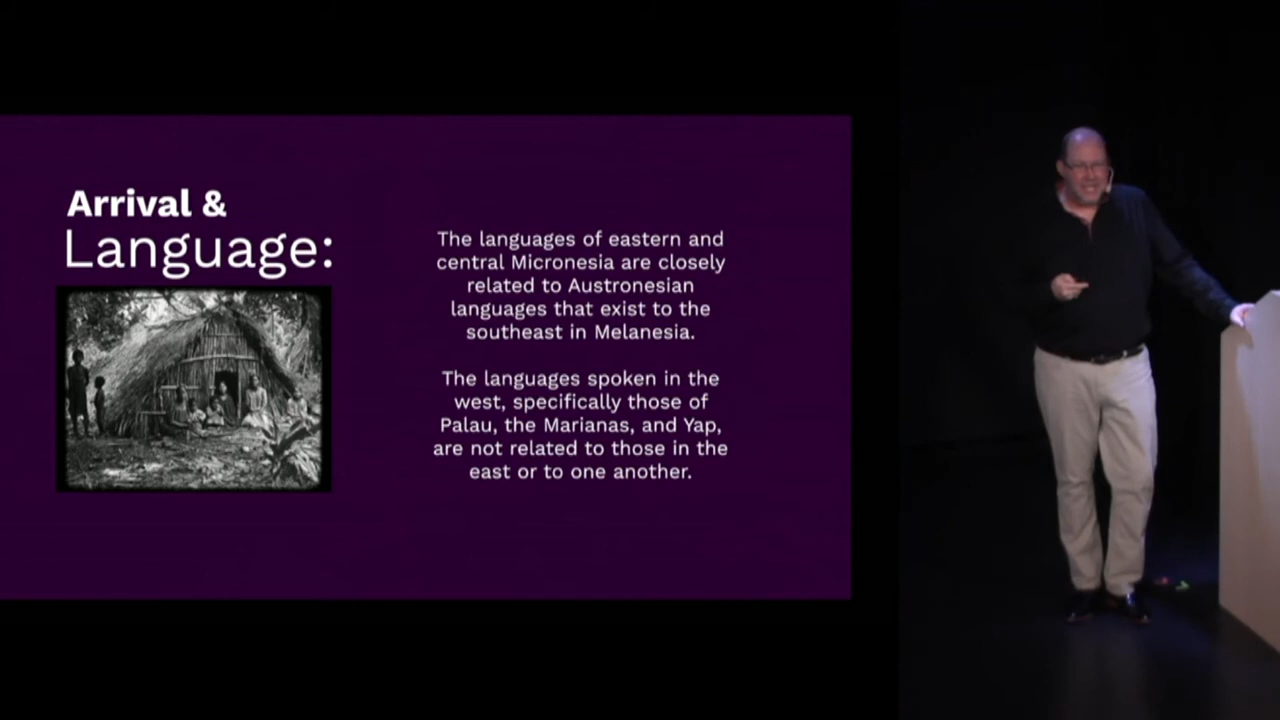 Arrival &
Language:
The languages of eastern and
central Micronesia are closely
related to Austronesian
languages that exist to the
southeast in Melanesia.
The languages spoken in the
west, specifically those of
Palau, the Marianas, and Yap,
are not related to those in the
east or to one another.